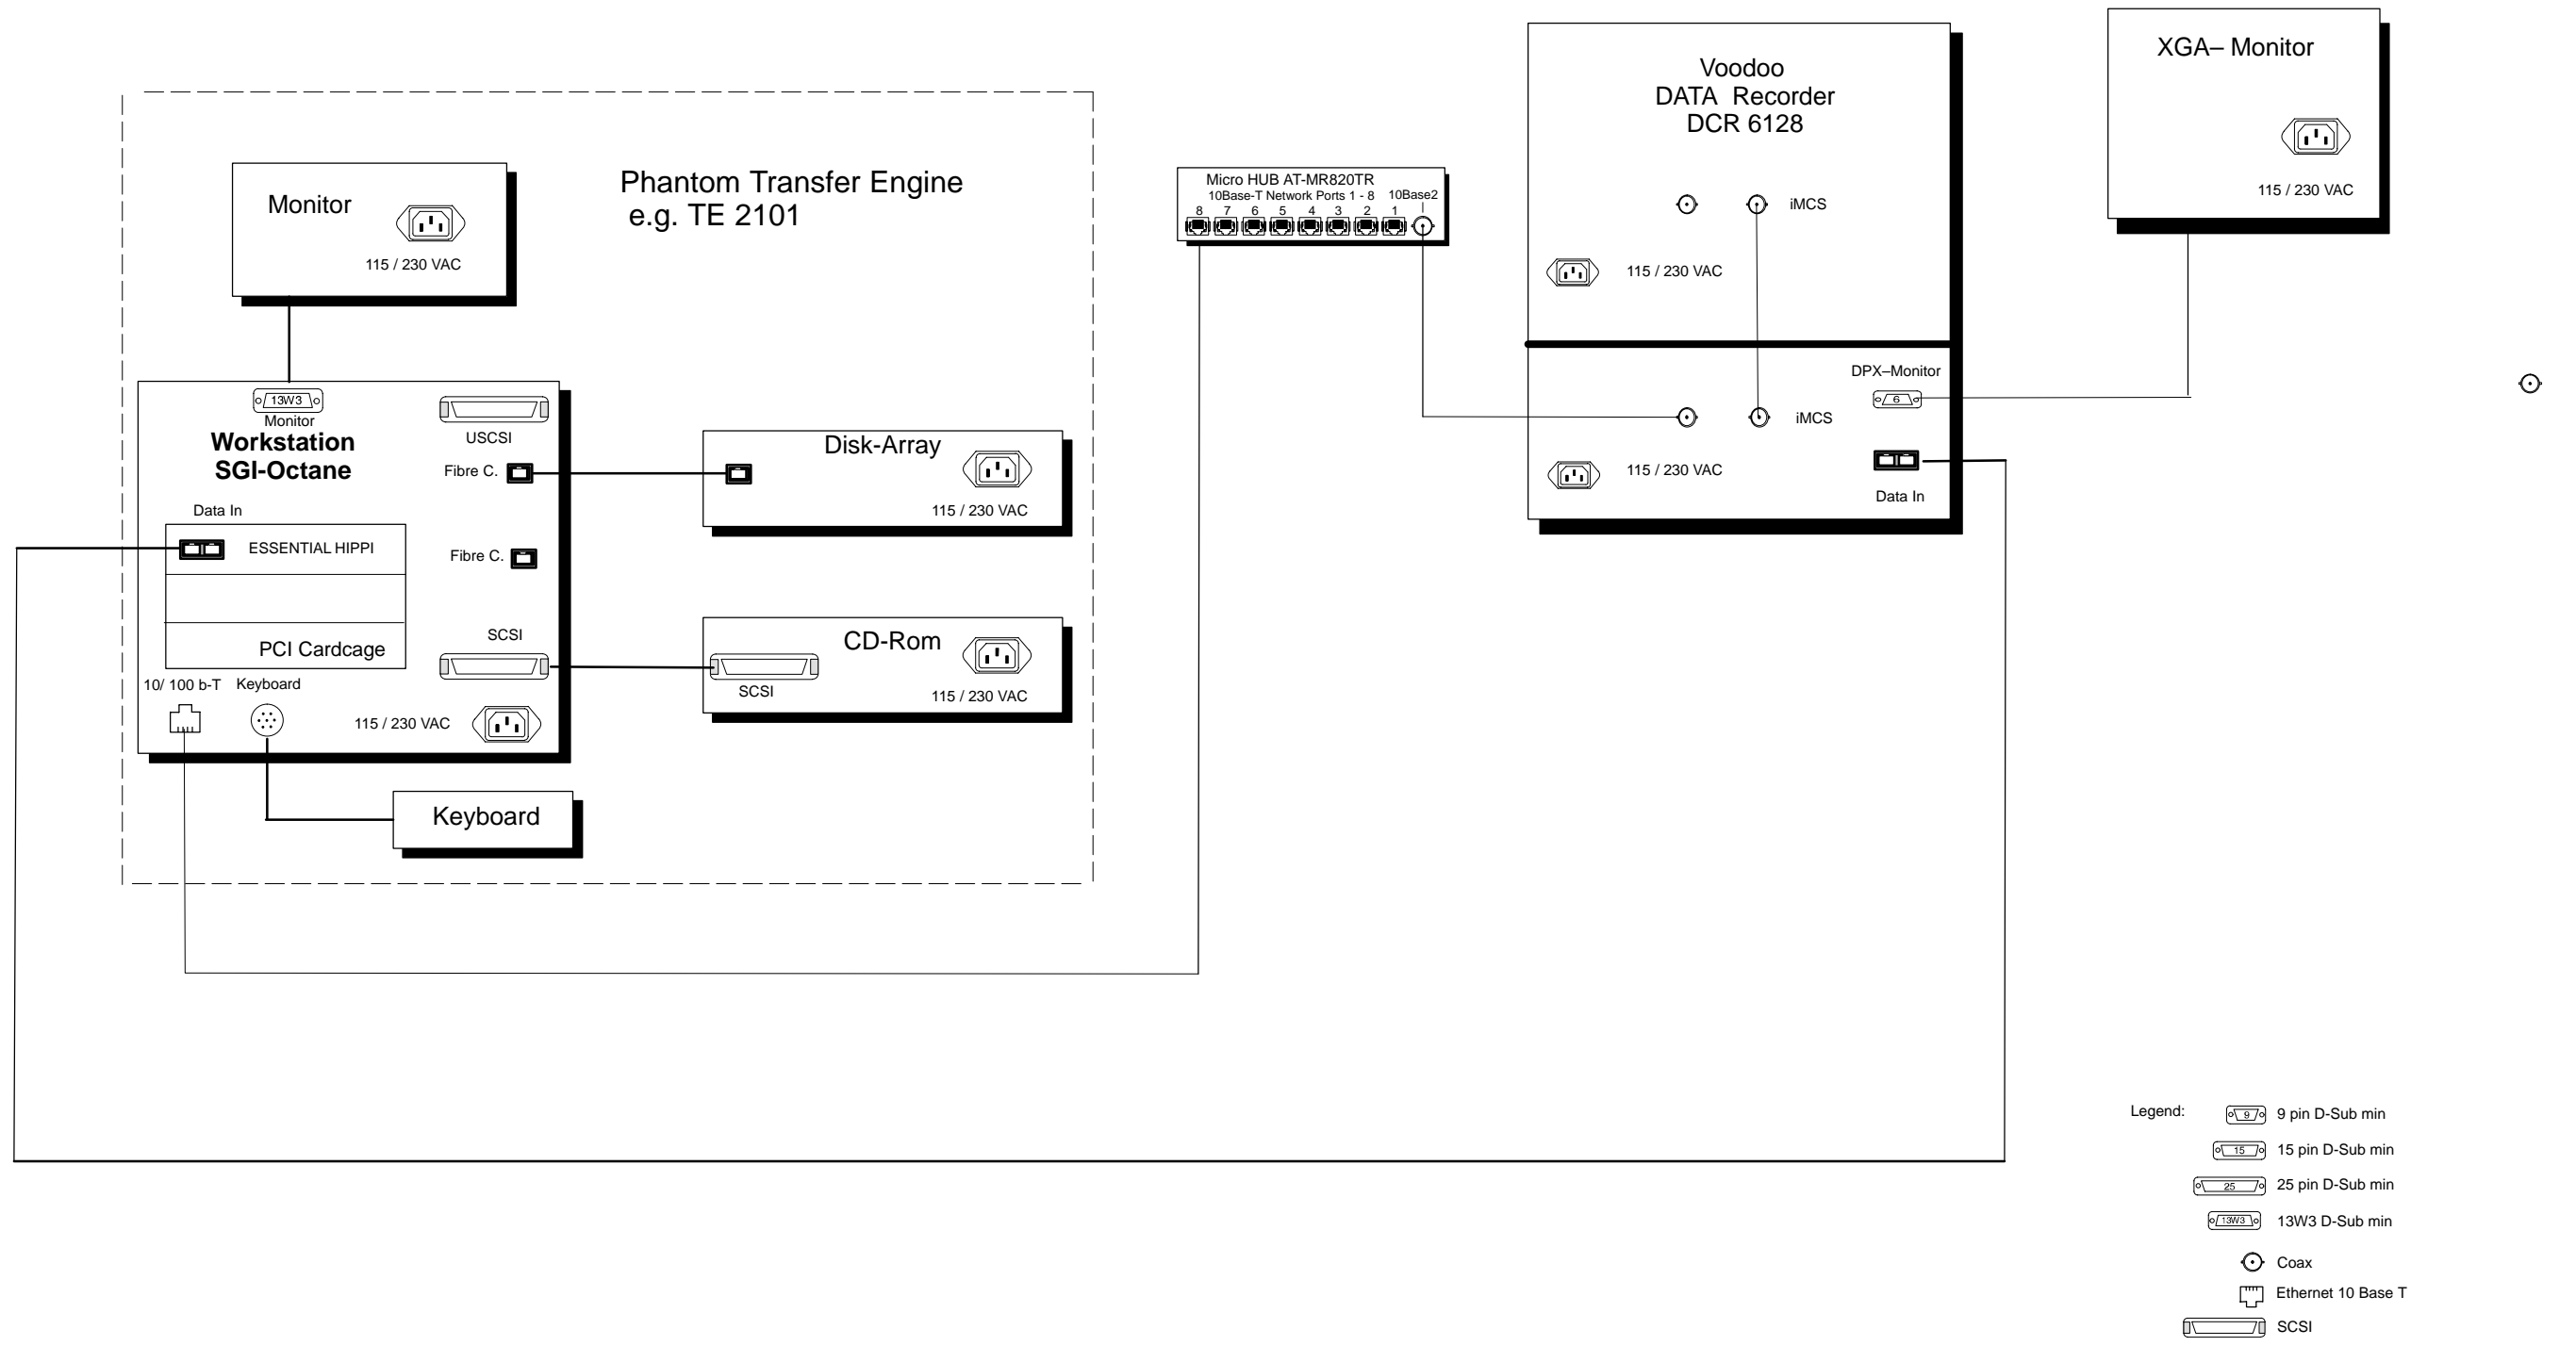 XGA– Monitor
115 / 230 VAC
Voodoo
DATA Recorder
DCR 6128
iMCS
115 / 230 VAC
DPX–Monitor
6
iMCS
115 / 230 VAC
Data In
Phantom Transfer Engine
e.g. TE 2101
Monitor
115 / 230 VAC
Micro HUB AT-MR820TR
10Base-T Network Ports 1 - 8 10Base2
8 7 6 5 4 3 2 1
13W3
Monitor
Workstation
SGI-Octane
USCSI
Fibre C.
Data In
ESSENTIAL HIPPI
Fibre C.
PCI Cardcage
SCSI
10/ 100 b-T Keyboard
115 / 230 VAC
Disk-Array
115 / 230 VAC
CD-Rom
SCSI
115 / 230 VAC
Keyboard
Legend:
9 9 pin D-Sub min
15 15 pin D-Sub min
25 25 pin D-Sub min
13W3 13W3 D-Sub min
Coax
Ethernet 10 Base T
SCSI